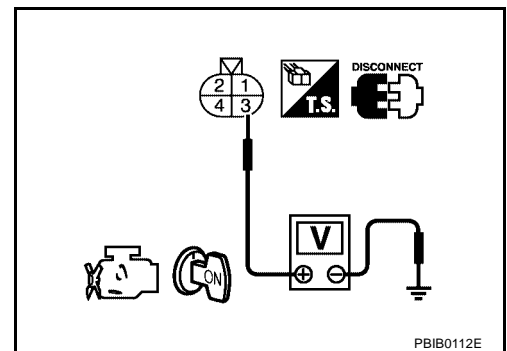 DISCONNECT
2 1
4 3
T.S.
V
ON
+ −
PBIB0112E